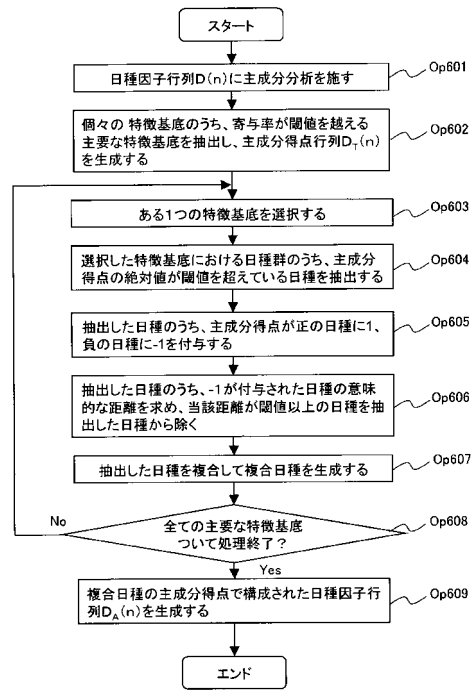 スタート
Op601
日種因子行列D(n)に主成分分析を施す
Op602
個々の 特徴基底のうち、寄与率が閾値を越える
主要な特徴基底を抽出し、主成分得点行列DT(n)
を生成する
Op603
ある1つの特徴基底を選択する
Op604
選択した特徴基底における日種群のうち、主成分
得点の絶対値が閾値を超えている日種を抽出する
Op605
抽出した日種のうち、主成分得点が正の日種に1、
負の日種に-1を付与する
Op606
抽出した日種のうち、-1が付与された日種の意味
的な距離を求め、当該距離が閾値以上の日種を抽
出した日種から除く
Op607
抽出した日種を複合して複合日種を生成する
Op608
No
全ての主要な特徴基底
ついて処理終了?
Yes
Op609
複合日種の主成分得点で構成された日種因子行
列DA(n)を生成する
エンド